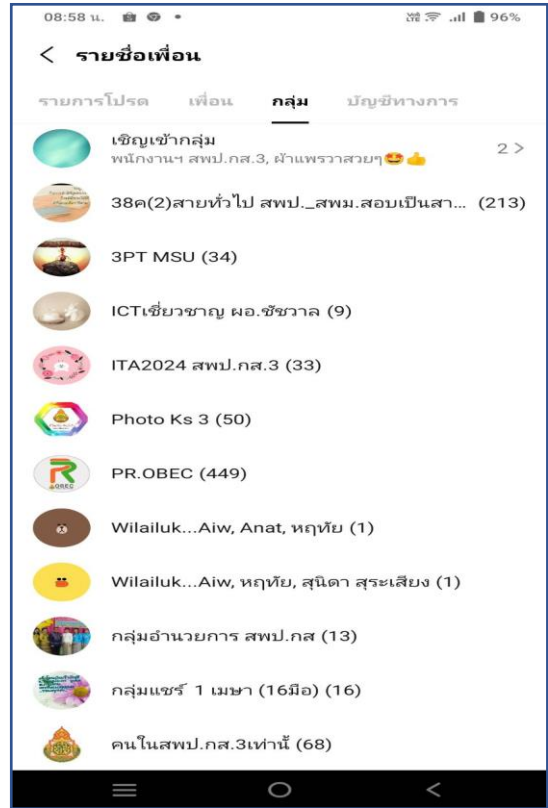 08:58 น.
96%
รายชื่อเพื่อน
รายการโปรด เพื่อน กลุ่ม บัญชีทางการ
เชิญเข้ากลุ่ม
พนักงานฯ สพป.กส.3, ผ้าแพรวาสวยๆ🤩👍 2 >
38ค(2)สายทั่วไป สพป._สพม.สอบเป็นสา... (213)
3PT MSU (34)
ICTเชี่ยวชาญ ผอ.ชัชวาล (9)
ITA2024 สพป.กส.3 (33)
Photo Ks 3 (50)
PR.OBEC (449)
Wilailuk...Aiw, Anat, หฤทัย (1)
Wilailuk...Aiw, หฤทัย, สุนิดา สุระเสียง (1)
กลุ่มอำนวยการ สพป.กส (13)
กลุ่มแชร์ 1 เมษา (16มือ) (16)
คนในสพป.กส.3เท่านั้ (68)